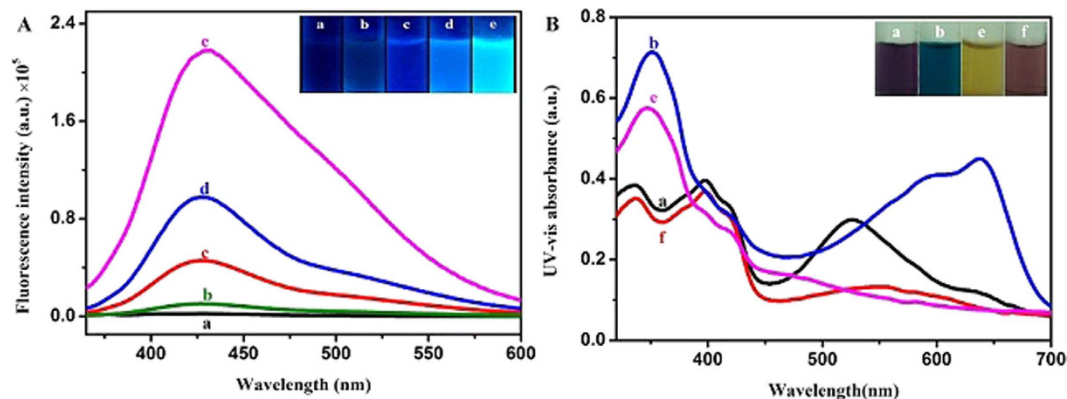 A
a b c d e
2.4
1.6
0.8
0.0
e
d
c
b
a
400 450 500 550 600
Wavelength (nm)
Fluorescence intensity (a.u.) ×10⁵
B
a b e f
0.8
0.6
0.4
0.2
0.0
b
e
a
f
400 500 600 700
Wavelength(nm)
UV-vis absorbance (a.u.)